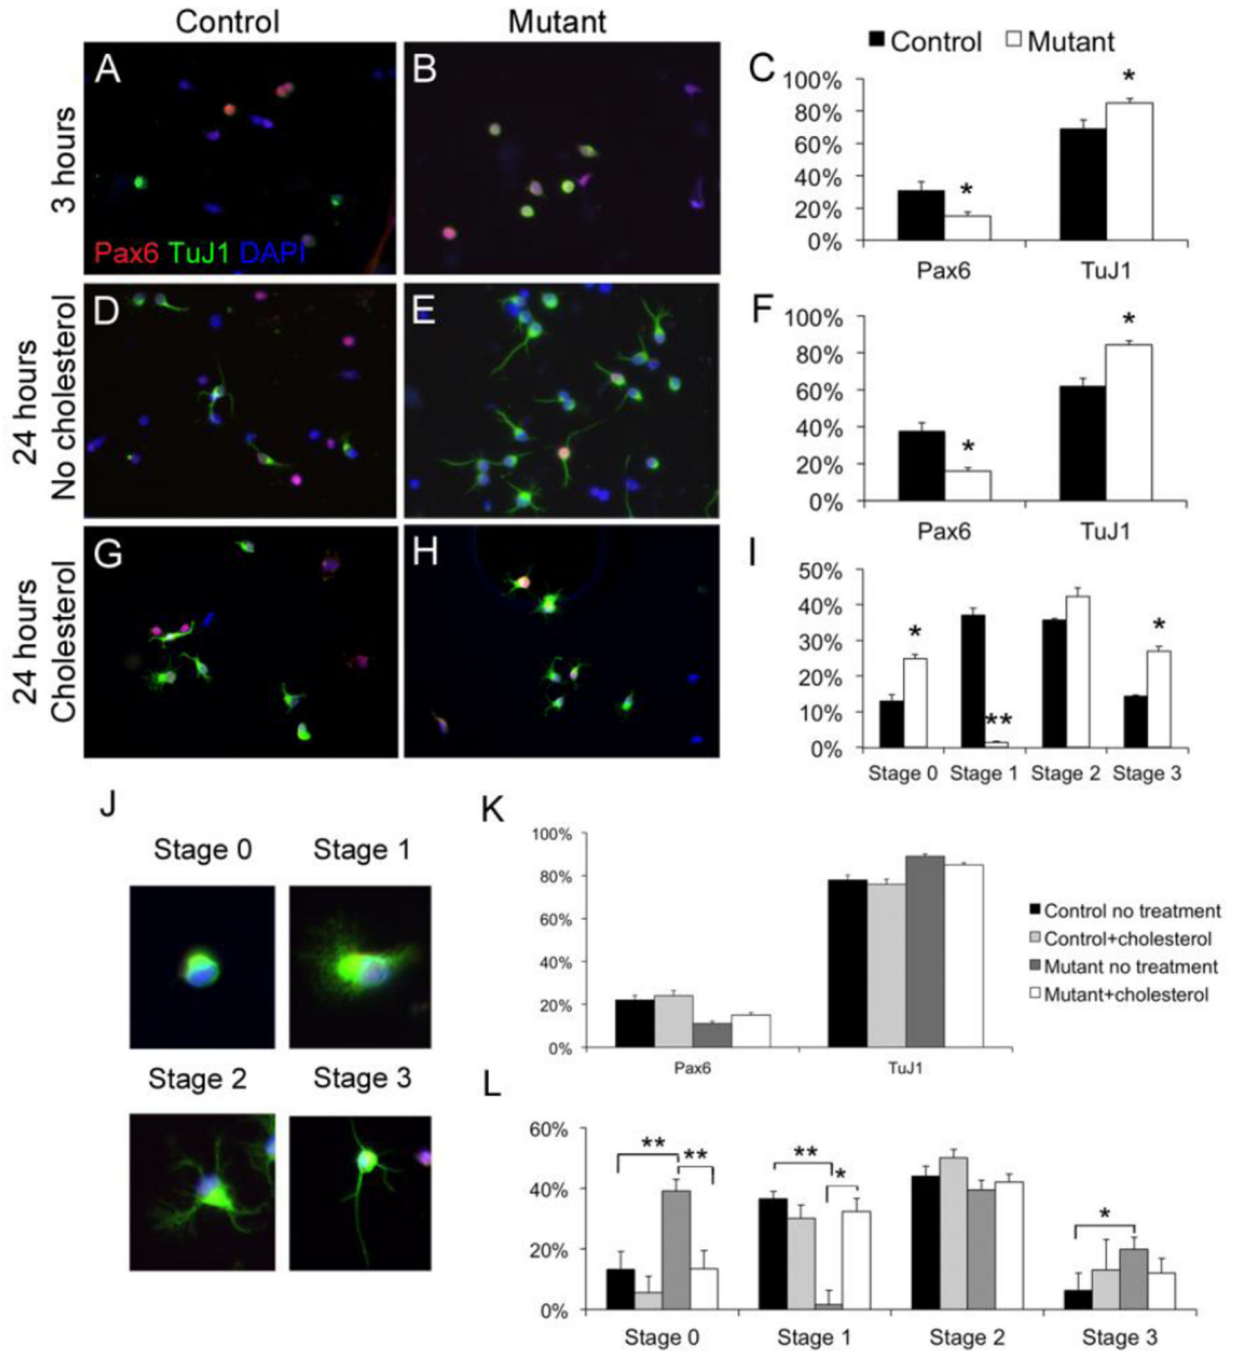 Control Mutant
3 hours
A
B
Pax6 TuJ1 DAPI
■ Control □ Mutant
C
100%
80%
60%
40%
20%
0%
*
*
Pax6 TuJ1
24 hours
No cholesterol
D
E
F
100%
80%
60%
40%
20%
0%
*
*
Pax6 TuJ1
24 hours
Cholesterol
G
H
I
50%
40%
30%
20%
10%
0%
*
**
*
Stage 0 Stage 1 Stage 2 Stage 3
J
Stage 0 Stage 1
Stage 2 Stage 3
K
100%
80%
60%
40%
20%
0%
Pax6 TuJ1
Control no treatment
Control+cholesterol
Mutant no treatment
Mutant+cholesterol
L
60%
40%
20%
0%
**
**
**
*
*
Stage 0 Stage 1 Stage 2 Stage 3